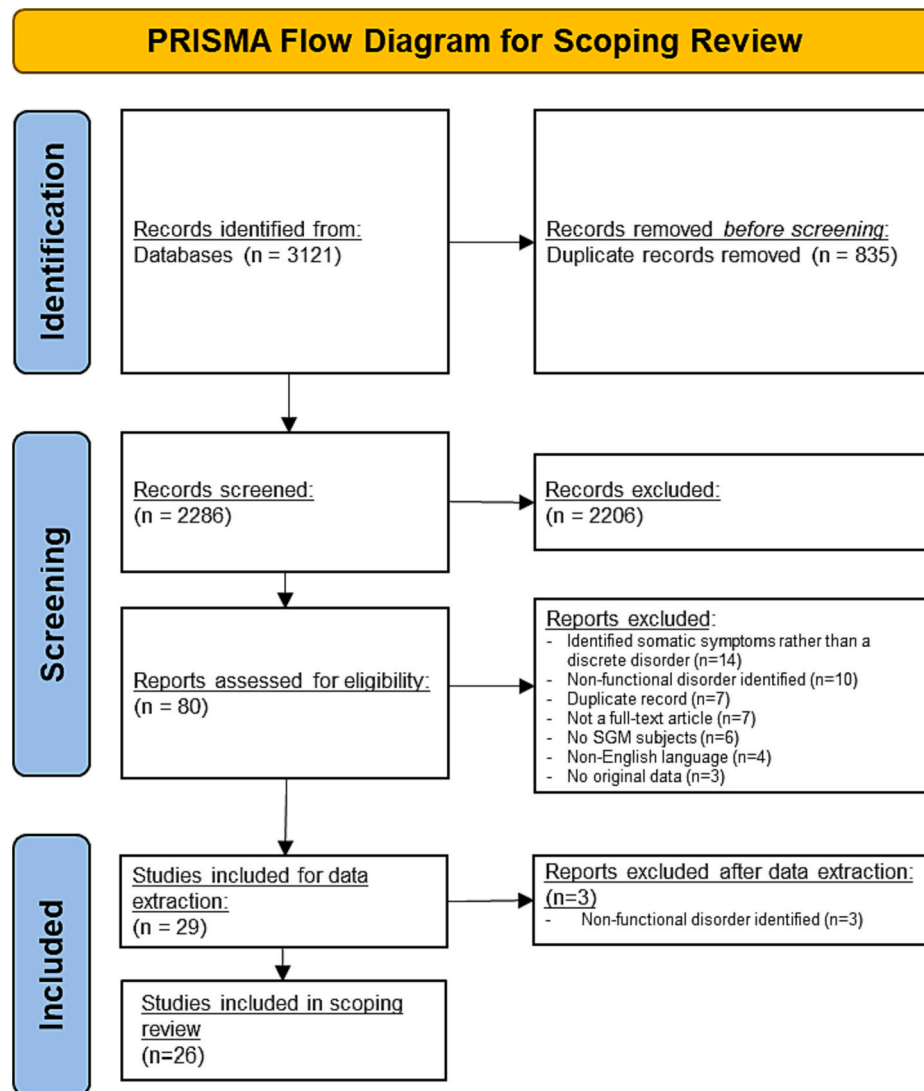 PRISMA Flow Diagram for Scoping Review
Identification
Records identified from:
Databases (n = 3121)
Records removed before screening:
Duplicate records removed (n = 835)
Screening
Records screened:
(n = 2286)
Records excluded:
(n = 2206)
Reports assessed for eligibility:
(n = 80)
Reports excluded:
- Identified somatic symptoms rather than a
discrete disorder (n=14)
- Non-functional disorder identified (n=10)
- Duplicate record (n=7)
- Not a full-text article (n=7)
- No SGM subjects (n=6)
- Non-English language (n=4)
- No original data (n=3)
Included
Studies included for data
extraction:
(n = 29)
Reports excluded after data extraction:
(n=3)
- Non-functional disorder identified (n=3)
Studies included in scoping
review
(n=26)